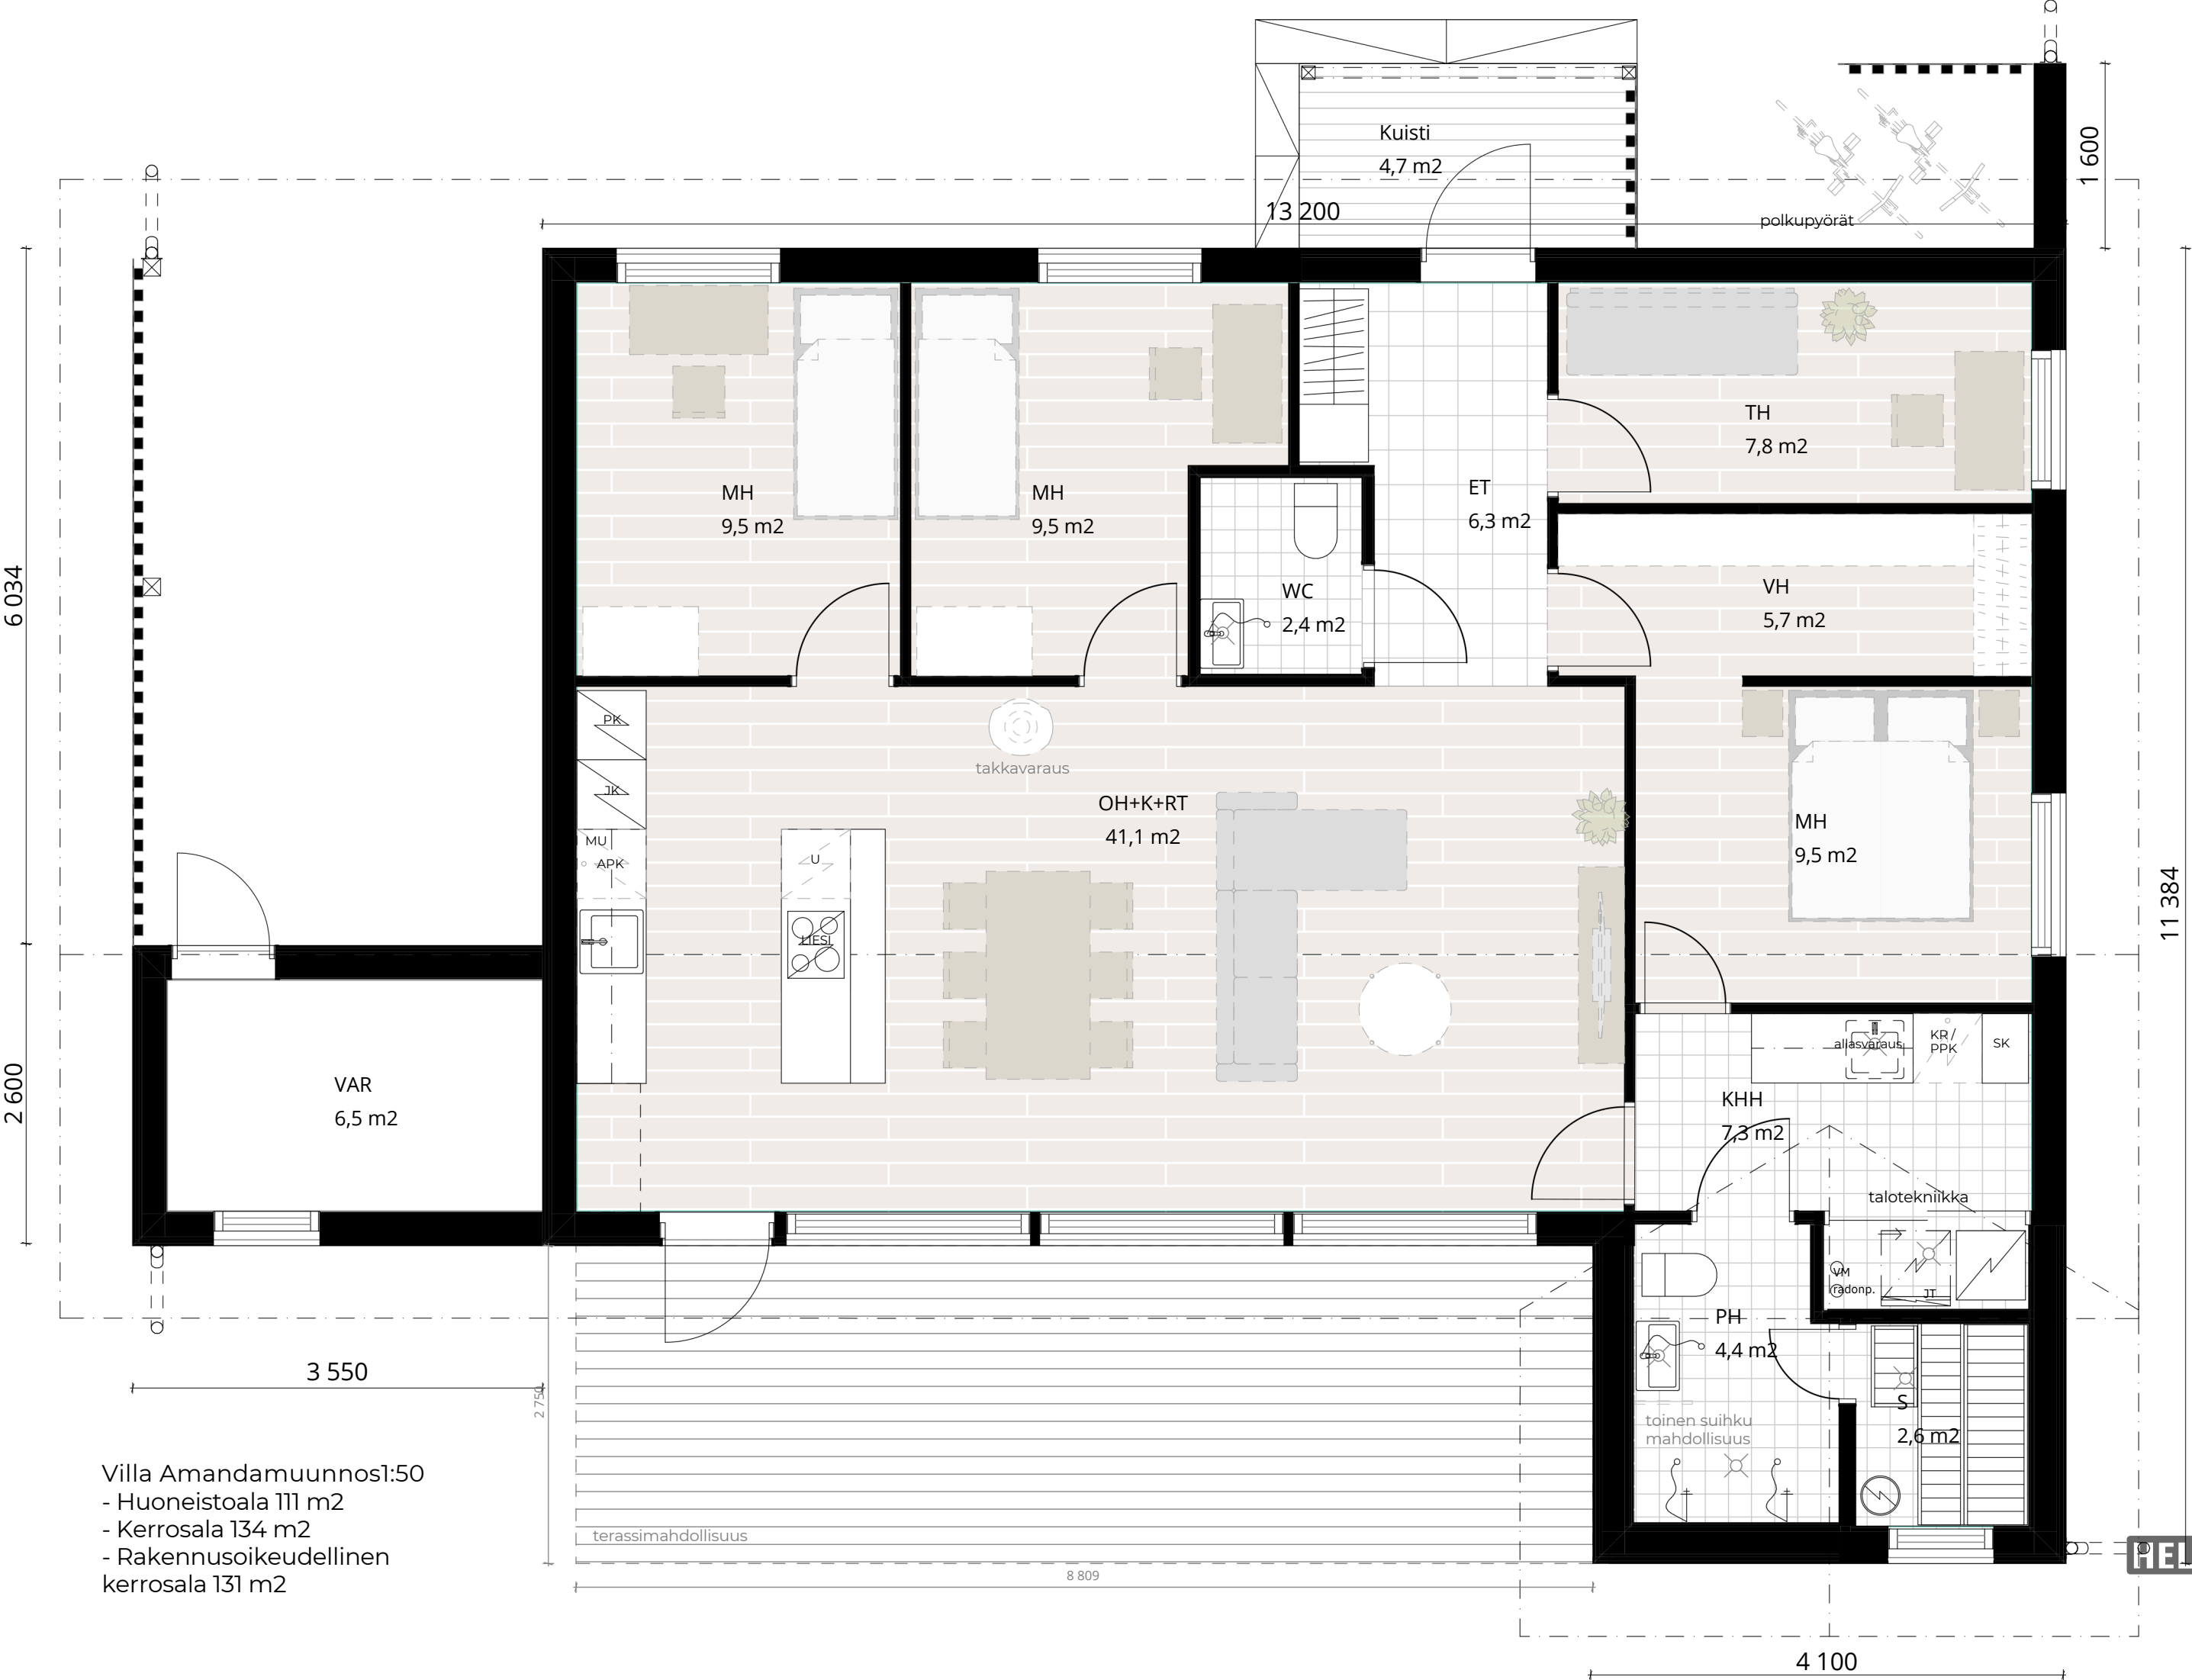 Kuisti
4,7 m2
1 600
13 200
polkupyörät
6 034
MH
9,5 m2
MH
9,5 m2
ET
6,3 m2
TH
7,8 m2
WC
2,4 m2
VH
5,7 m2
PK
JK
MU
APK
U
LIESI
takkavaraus
OH+K+RT
41,1 m2
MH
9,5 m2
11 384
2 600
VAR
6,5 m2
allasvaraus
KR /
PPK
SK
KHH
7,3 m2
talotekniikka
VM
radonp.
JT
PH
4,4 m2
S
2,6 m2
toinen suihku
mahdollisuus
3 550
2 750
Villa Amandamuunnos1:50
- Huoneistoala 111 m2
- Kerrosala 134 m2
- Rakennusoikeudellinen
kerrosala 131 m2
terassimahdollisuus
8 809
4 100